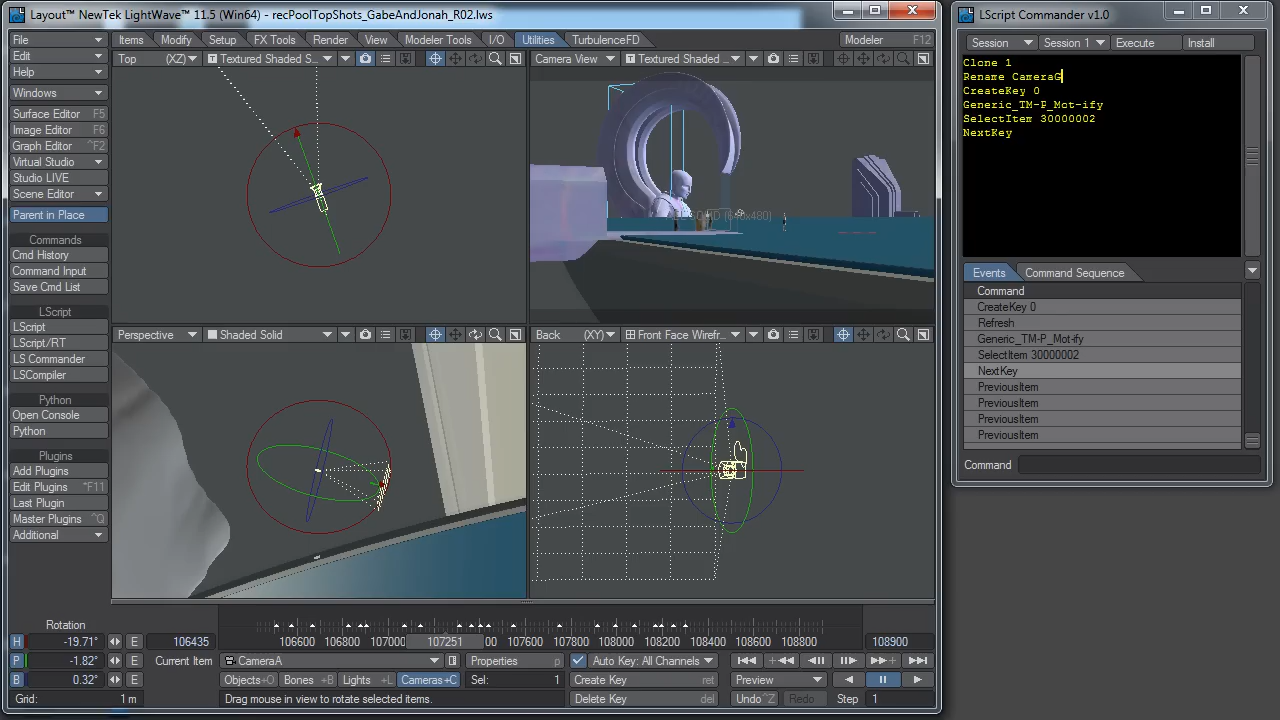 Layout™ NewTek LightWave™ 11.5 (Win64) - recPoolTopShots_GabeAndJonah_R02.lws
File Items Modify Setup FX Tools Render View Modeler Tools I/O Utilities TurbulenceFD Modeler F12
Edit
Help
Windows
Surface Editor F5
Image Editor F6
Graph Editor ^F2
Virtual Studio
Studio LIVE
Scene Editor
Parent in Place
Commands
Cmd History
Command Input
Save Cmd List
LScript
LScript
LScript/RT
LS Commander
LSCompiler
Python
Open Console
Python
Plugins
Add Plugins
Edit Plugins ^F11
Last Plugin
Master Plugins ^Q
Additional
Top (XZ) Textured Shaded S...
Camera View Textured Shaded ...
Perspective Shaded Solid
Back (XY) Front Face Wirefr...
Rotation
H -19.71° E
P -1.82° E
B 0.32° E
Grid: 1 m
106435 106600 106800 107000 107251 00 107600 107800 108000 108200 108400 108600 108800 108900
Current Item CameraA Properties p Auto Key: All Channels
Objects+O Bones +B Lights +L Cameras+C Sel: 1 Create Key ret Preview
Drag mouse in view to rotate selected items. Delete Key del Undo^Z Redo Step 1
LScript Commander v1.0
Session Session 1 Execute Install
Clone 1
Rename CameraG
CreateKey 0
Generic_TM-P_Mot-ify
SelectItem 30000002
NextKey
Events Command Sequence
Command
CreateKey 0
Refresh
Generic_TM-P_Mot-ify
SelectItem 30000002
NextKey
PreviousItem
PreviousItem
PreviousItem
PreviousItem
Command